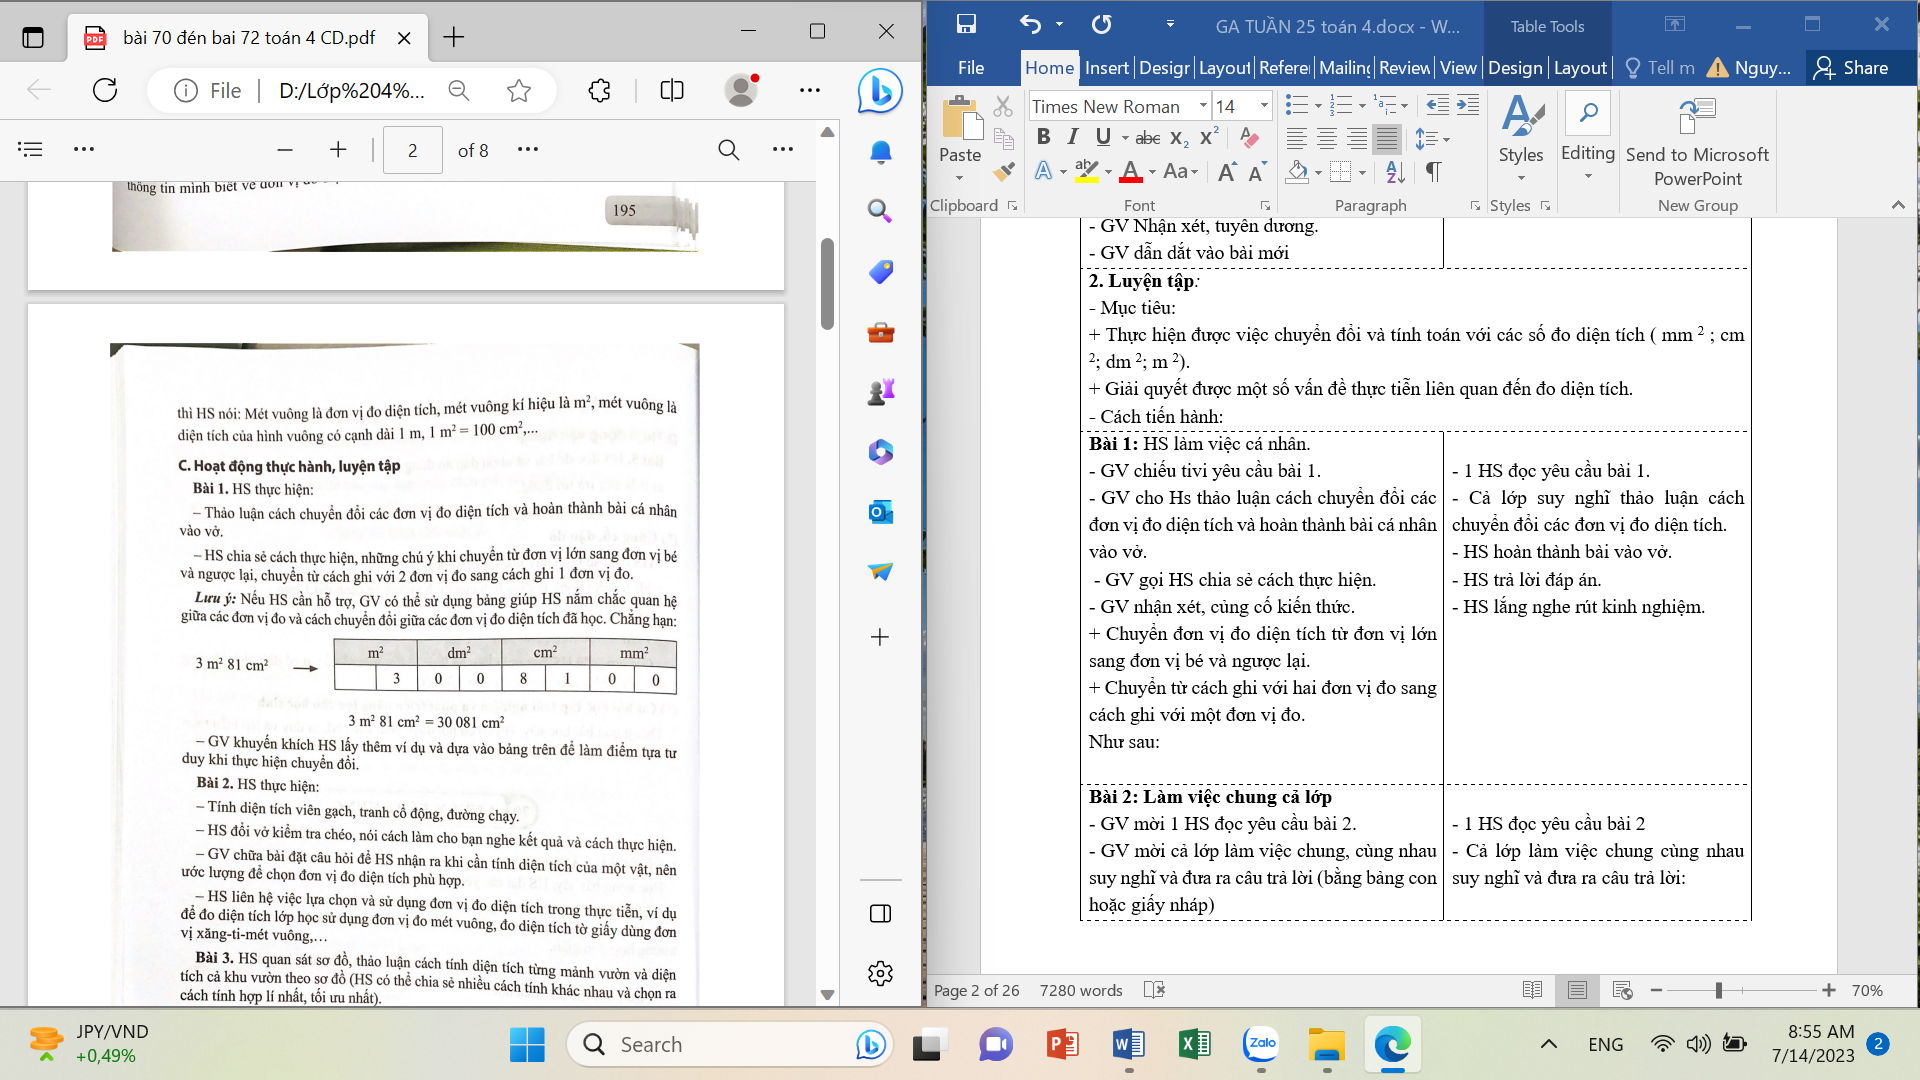 bài 70 đén bai 72 toán 4 CD.pdf
File
D:/Lớp%204%...
2
of 8
195
thì HS nói: Mét vuông là đơn vị đo diện tích, mét vuông kí hiệu là m², mét vuông là
diện tích của hình vuông có cạnh dài 1 m, 1 m² = 100 cm²,...
C. Hoạt động thực hành, luyện tập
Bài 1. HS thực hiện:
– Thảo luận cách chuyển đổi các đơn vị đo diện tích và hoàn thành bài cá nhân
vào vở.
– HS chia sẻ cách thực hiện, những chú ý khi chuyển từ đơn vị lớn sang đơn vị bé
và ngược lại, chuyển từ cách ghi với 2 đơn vị đo sang cách ghi 1 đơn vị đo.
Lưu ý: Nếu HS cần hỗ trợ, GV có thể sử dụng bảng giúp HS nắm chắc quan hệ
giữa các đơn vị đo và cách chuyển đổi giữa các đơn vị đo diện tích đã học. Chẳng hạn:
m² dm² cm² mm²
3 m² 81 cm² → 3 0 0 8 1 0 0
3 m² 81 cm² = 30 081 cm²
– GV khuyến khích HS lấy thêm ví dụ và dựa vào bảng trên để làm điểm tựa tư
duy khi thực hiện chuyển đổi.
Bài 2. HS thực hiện:
– Tính diện tích viên gạch, tranh cổ động, đường chạy.
– HS đổi vở kiểm tra chéo, nói cách làm cho bạn nghe kết quả và cách thực hiện.
– GV chữa bài đặt câu hỏi để HS nhận ra khi cần tính diện tích của một vật, nên
ước lượng để chọn đơn vị đo diện tích phù hợp.
– HS liên hệ việc lựa chọn và sử dụng đơn vị đo diện tích trong thực tiễn, ví dụ
để đo diện tích lớp học sử dụng đơn vị đo mét vuông, đo diện tích tờ giấy dùng đơn
vị xăng-ti-mét vuông,...
Bài 3. HS quan sát sơ đồ, thảo luận cách tính diện tích từng mảnh vườn và diện
tích cả khu vườn theo sơ đồ (HS có thể chia sẻ nhiều cách tính khác nhau và chọn ra
cách tính hợp lí nhất, tối ưu nhất).
GA TUẦN 25 toán 4.docx - W...
Table Tools
File Home Insert Design Layout Referen Mailing Review View Design Layout Tell m Nguy... Share
Times New Roman 14
Paste
Styles
Editing
Send to Microsoft
PowerPoint
Clipboard Font Paragraph Styles New Group
- GV Nhận xét, tuyên dương.
- GV dẫn dắt vào bài mới
2. Luyện tập:
- Mục tiêu:
+ Thực hiện được việc chuyển đổi và tính toán với các số đo diện tích ( mm ² ; cm
²; dm ²; m ²).
+ Giải quyết được một số vấn đề thực tiễn liên quan đến đo diện tích.
- Cách tiến hành:
Bài 1: HS làm việc cá nhân.
- GV chiếu tivi yêu cầu bài 1.
- GV cho Hs thảo luận cách chuyển đổi các
đơn vị đo diện tích và hoàn thành bài cá nhân
vào vở.
- GV gọi HS chia sẻ cách thực hiện.
- GV nhận xét, củng cố kiến thức.
+ Chuyển đơn vị đo diện tích từ đơn vị lớn
sang đơn vị bé và ngược lại.
+ Chuyển từ cách ghi với hai đơn vị đo sang
cách ghi với một đơn vị đo.
Như sau:
- 1 HS đọc yêu cầu bài 1.
- Cả lớp suy nghĩ thảo luận cách
chuyển đổi các đơn vị đo diện tích.
- HS hoàn thành bài vào vở.
- HS trả lời đáp án.
- HS lắng nghe rút kinh nghiệm.
Bài 2: Làm việc chung cả lớp
- GV mời 1 HS đọc yêu cầu bài 2.
- GV mời cả lớp làm việc chung, cùng nhau
suy nghĩ và đưa ra câu trả lời (bằng bảng con
hoặc giấy nháp)
- 1 HS đọc yêu cầu bài 2
- Cả lớp làm việc chung cùng nhau
suy nghĩ và đưa ra câu trả lời:
Page 2 of 26 7280 words
70%
JPY/VND
+0,49%
Search
Zalo
ENG
8:55 AM
7/14/2023
2